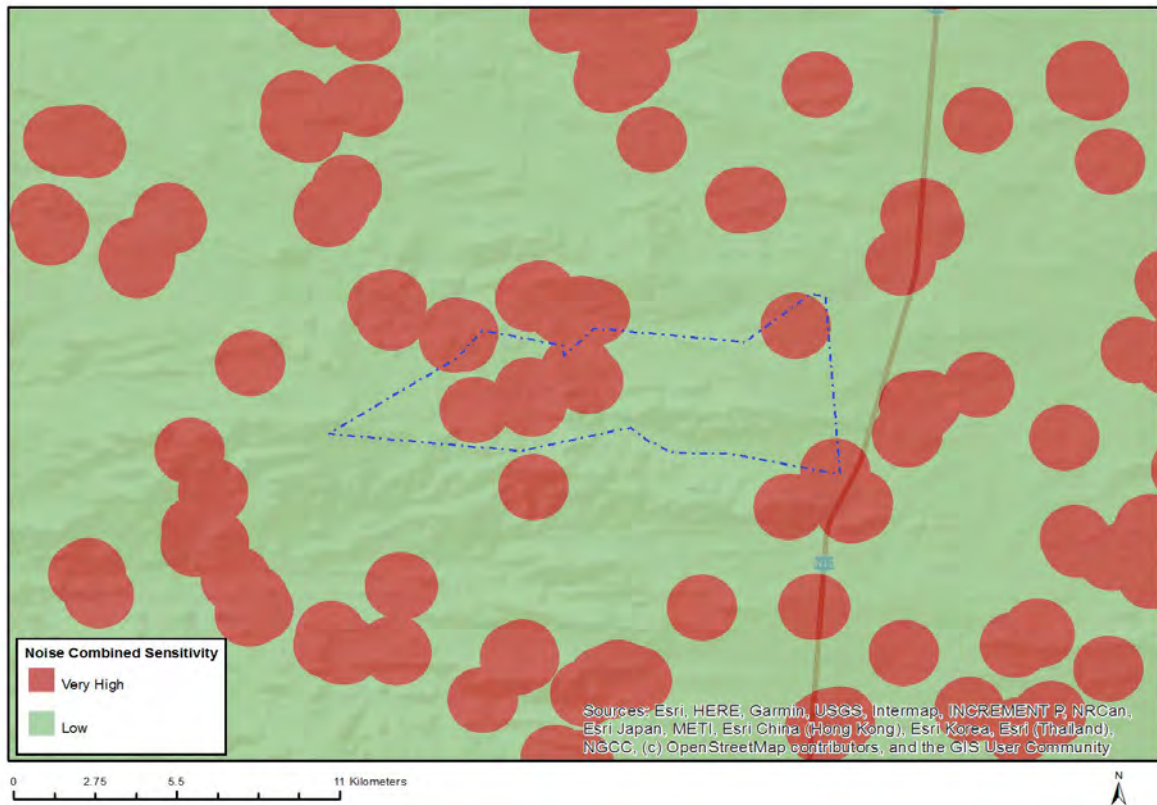 Noise Combined Sensitivity
Very High
Low
Sources: Esri, HERE, Garmin, USGS, Intermap, INCREMENT P, NRCan,
Esri Japan, METI, Esri China (Hong Kong), Esri Korea, Esri (Thailand),
NGCC, (c) OpenStreetMap contributors, and the GIS User Community
0 2.75 5.5 11 Kilometers
N